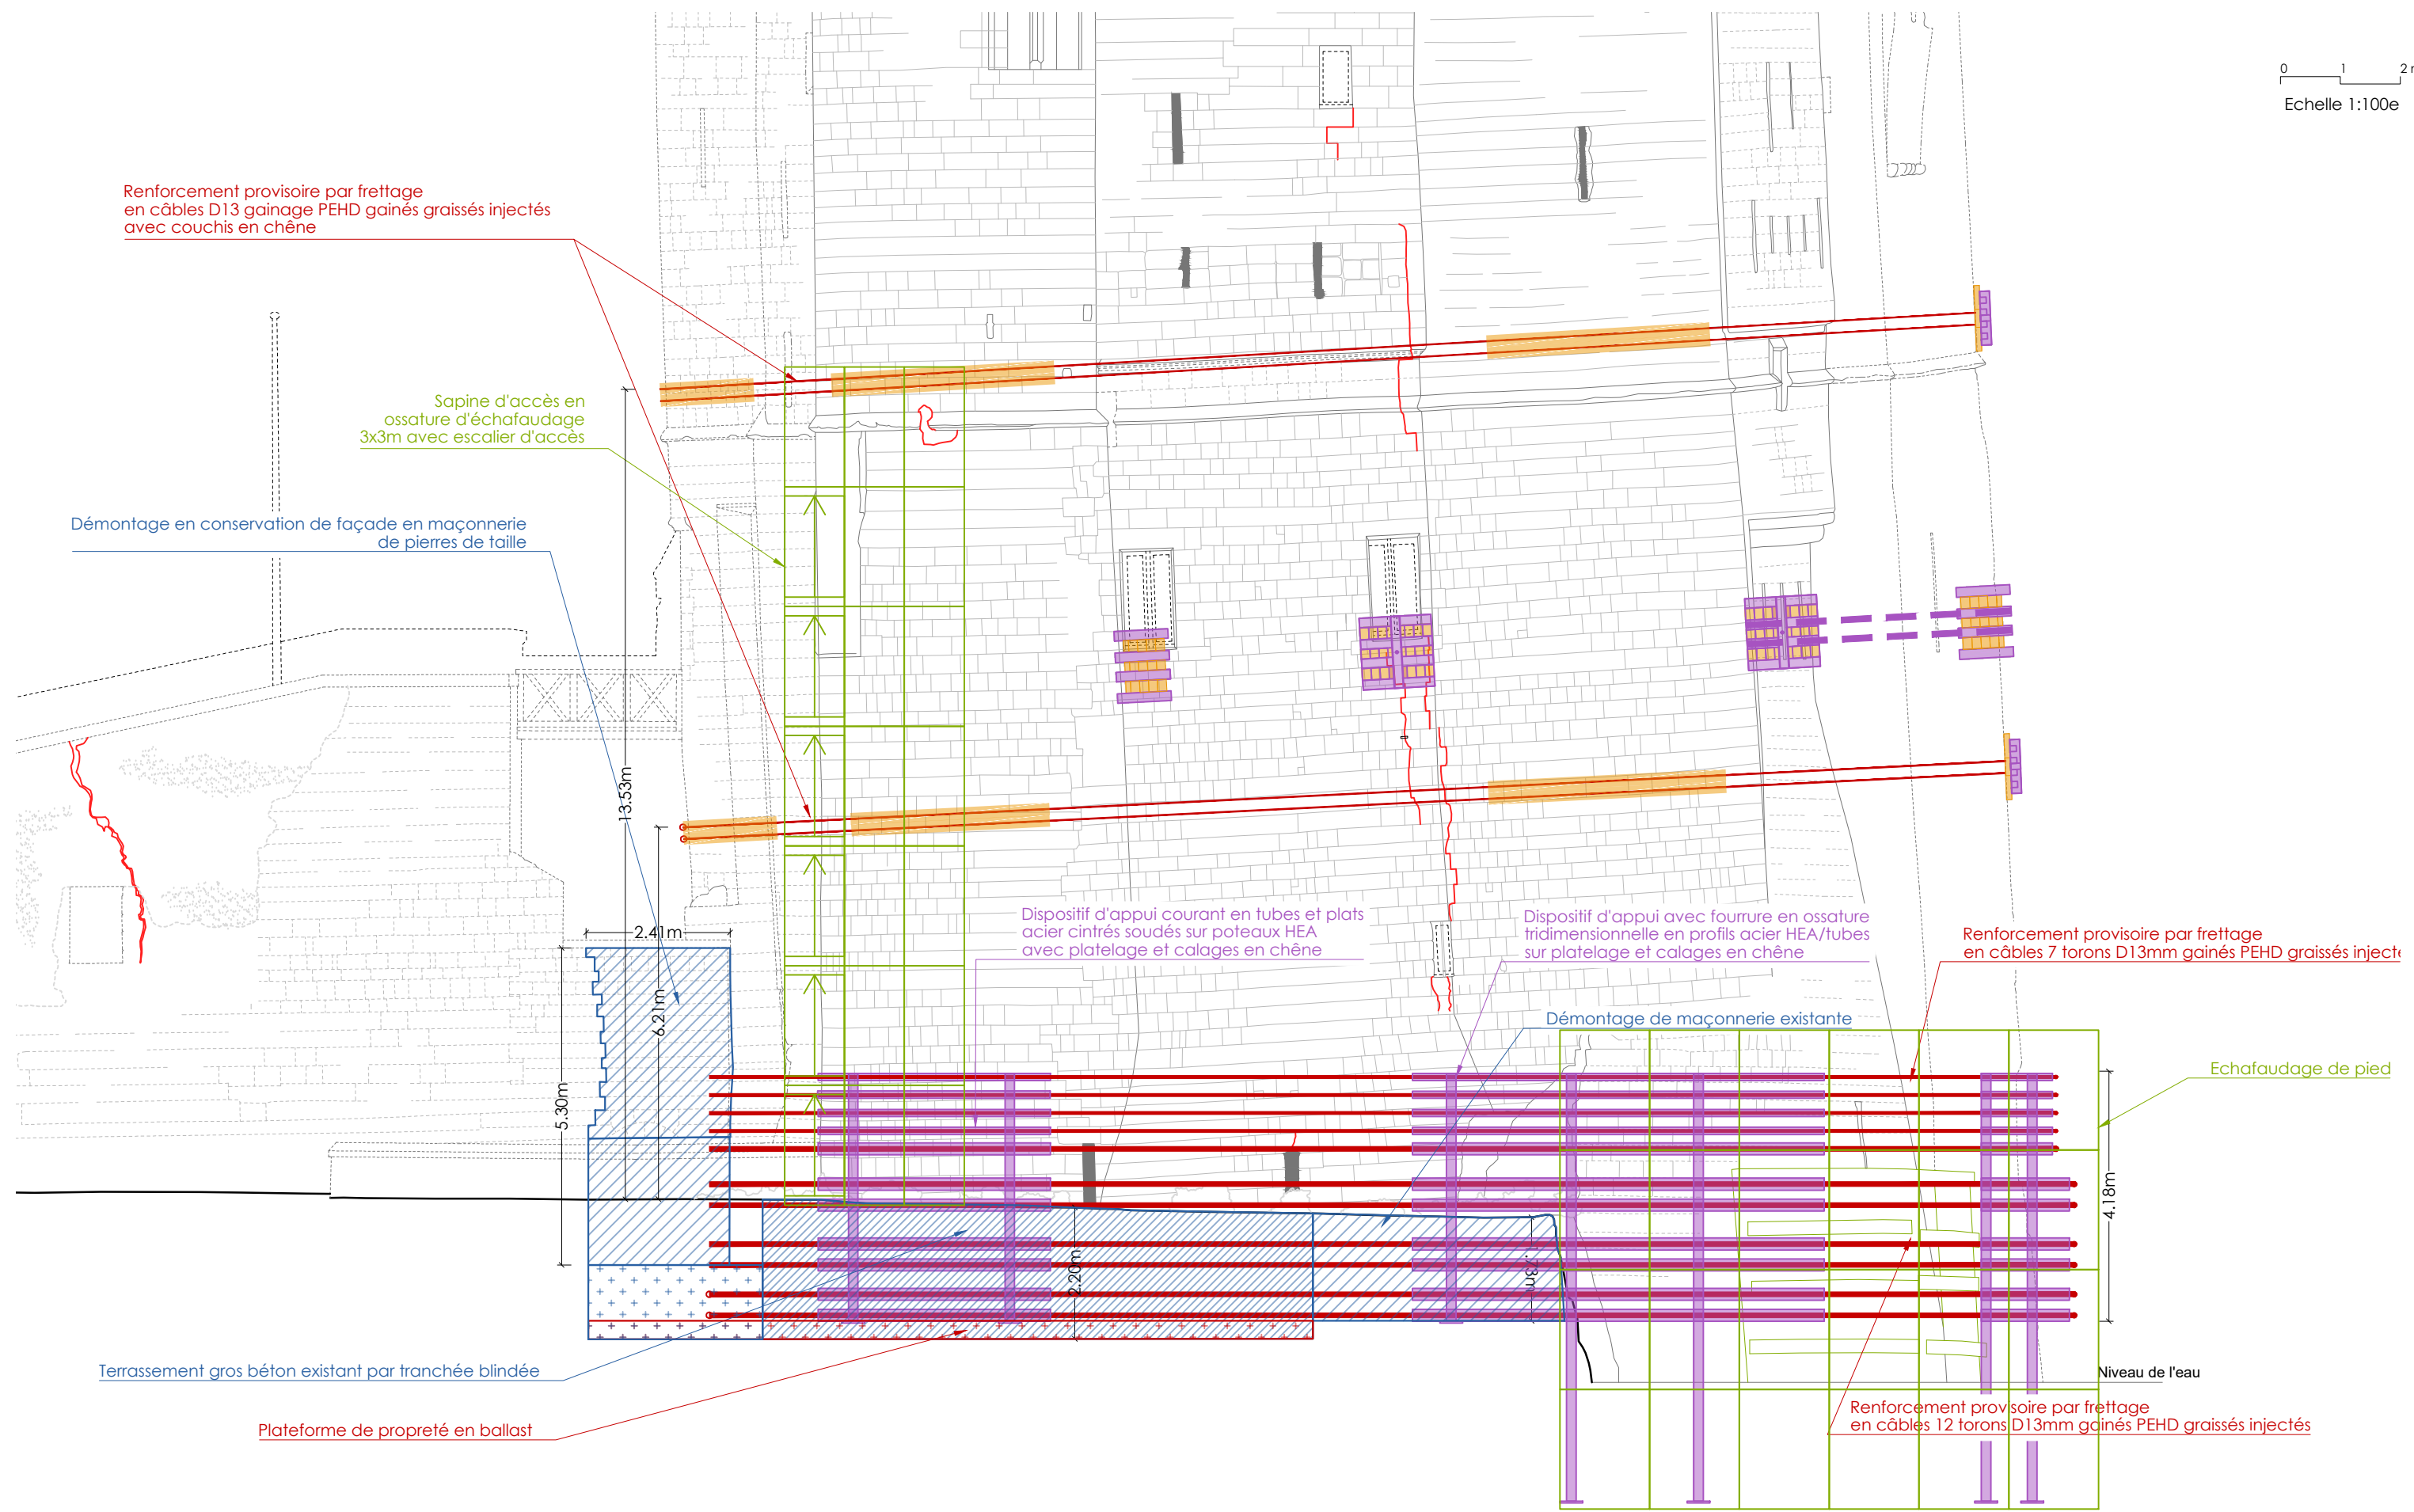 0 1 2
Echelle 1:100e
Renforcement provisoire par frettage
en câbles D13 gainage PEHD gainés graissés injectés
avec couchis en chêne
Sapine d'accès en
ossature d'échafaudage
3x3m avec escalier d'accès
Démontage en conservation de façade en maçonnerie
de pierres de taille
13.53m
2.41m
6.21m
5.30m
Dispositif d'appui courant en tubes et plats
acier cintrés soudés sur poteaux HEA
avec platelage et calages en chêne
Dispositif d'appui avec fourrure en ossature
tridimensionnelle en profils acier HEA/tubes
sur platelage et calages en chêne
Renforcement provisoire par frettage
en câbles 7 torons D13mm gainés PEHD graissés injecté
Démontage de maçonnerie existante
Echafaudage de pied
4.18m
2.20m
Terrassement gros béton existant par tranchée blindée
Plateforme de propreté en ballast
Niveau de l'eau
Renforcement provisoire par frettage
en câbles 12 torons D13mm gainés PEHD graissés injectés